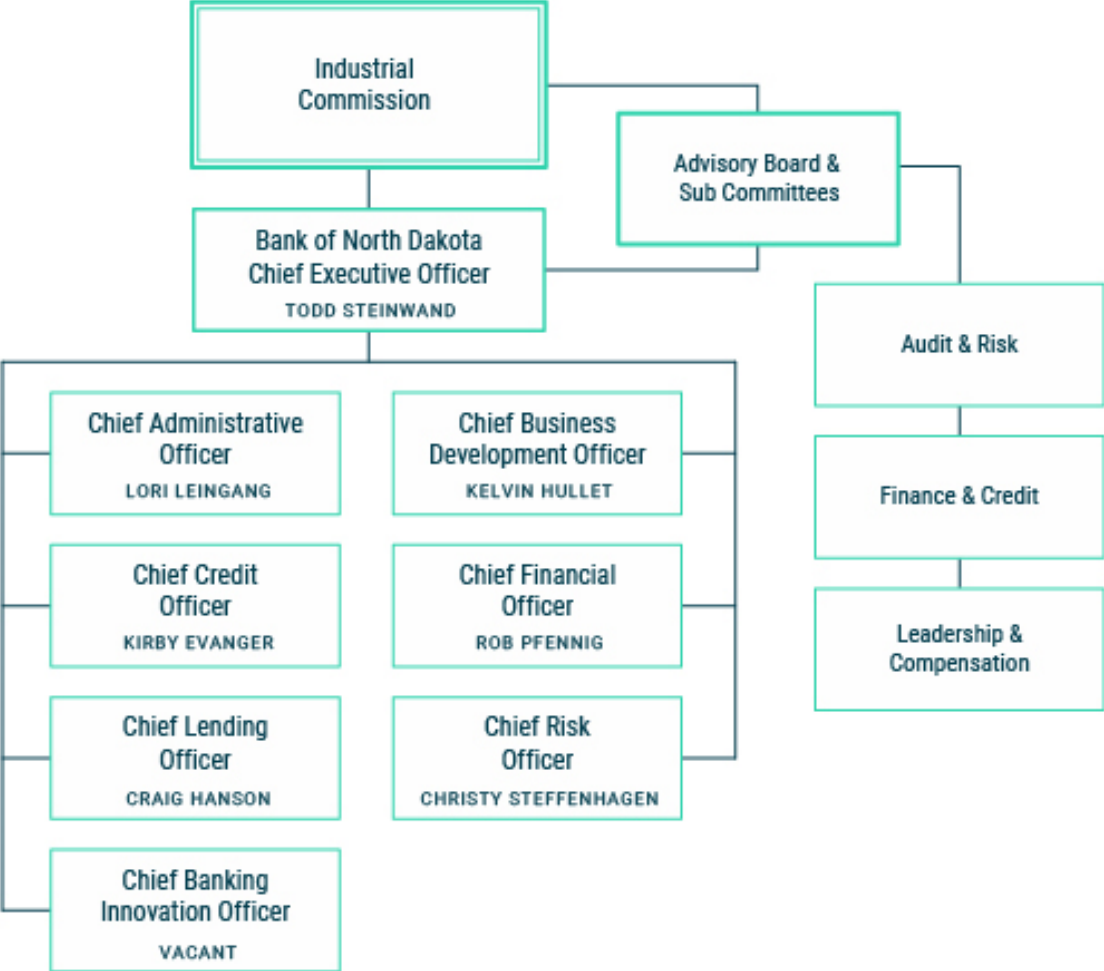 Industrial
Commission
Advisory Board &
Sub Committees
Bank of North Dakota
Chief Executive Officer
TODD STEINWAND
Audit & Risk
Finance & Credit
Leadership &
Compensation
Chief Administrative
Officer
LORI LEINGANG
Chief Business
Development Officer
KELVIN HULLET
Chief Credit
Officer
KIRBY EVANGER
Chief Financial
Officer
ROB PFENNIG
Chief Lending
Officer
CRAIG HANSON
Chief Risk
Officer
CHRISTY STEFFENHAGEN
Chief Banking
Innovation Officer
VACANT